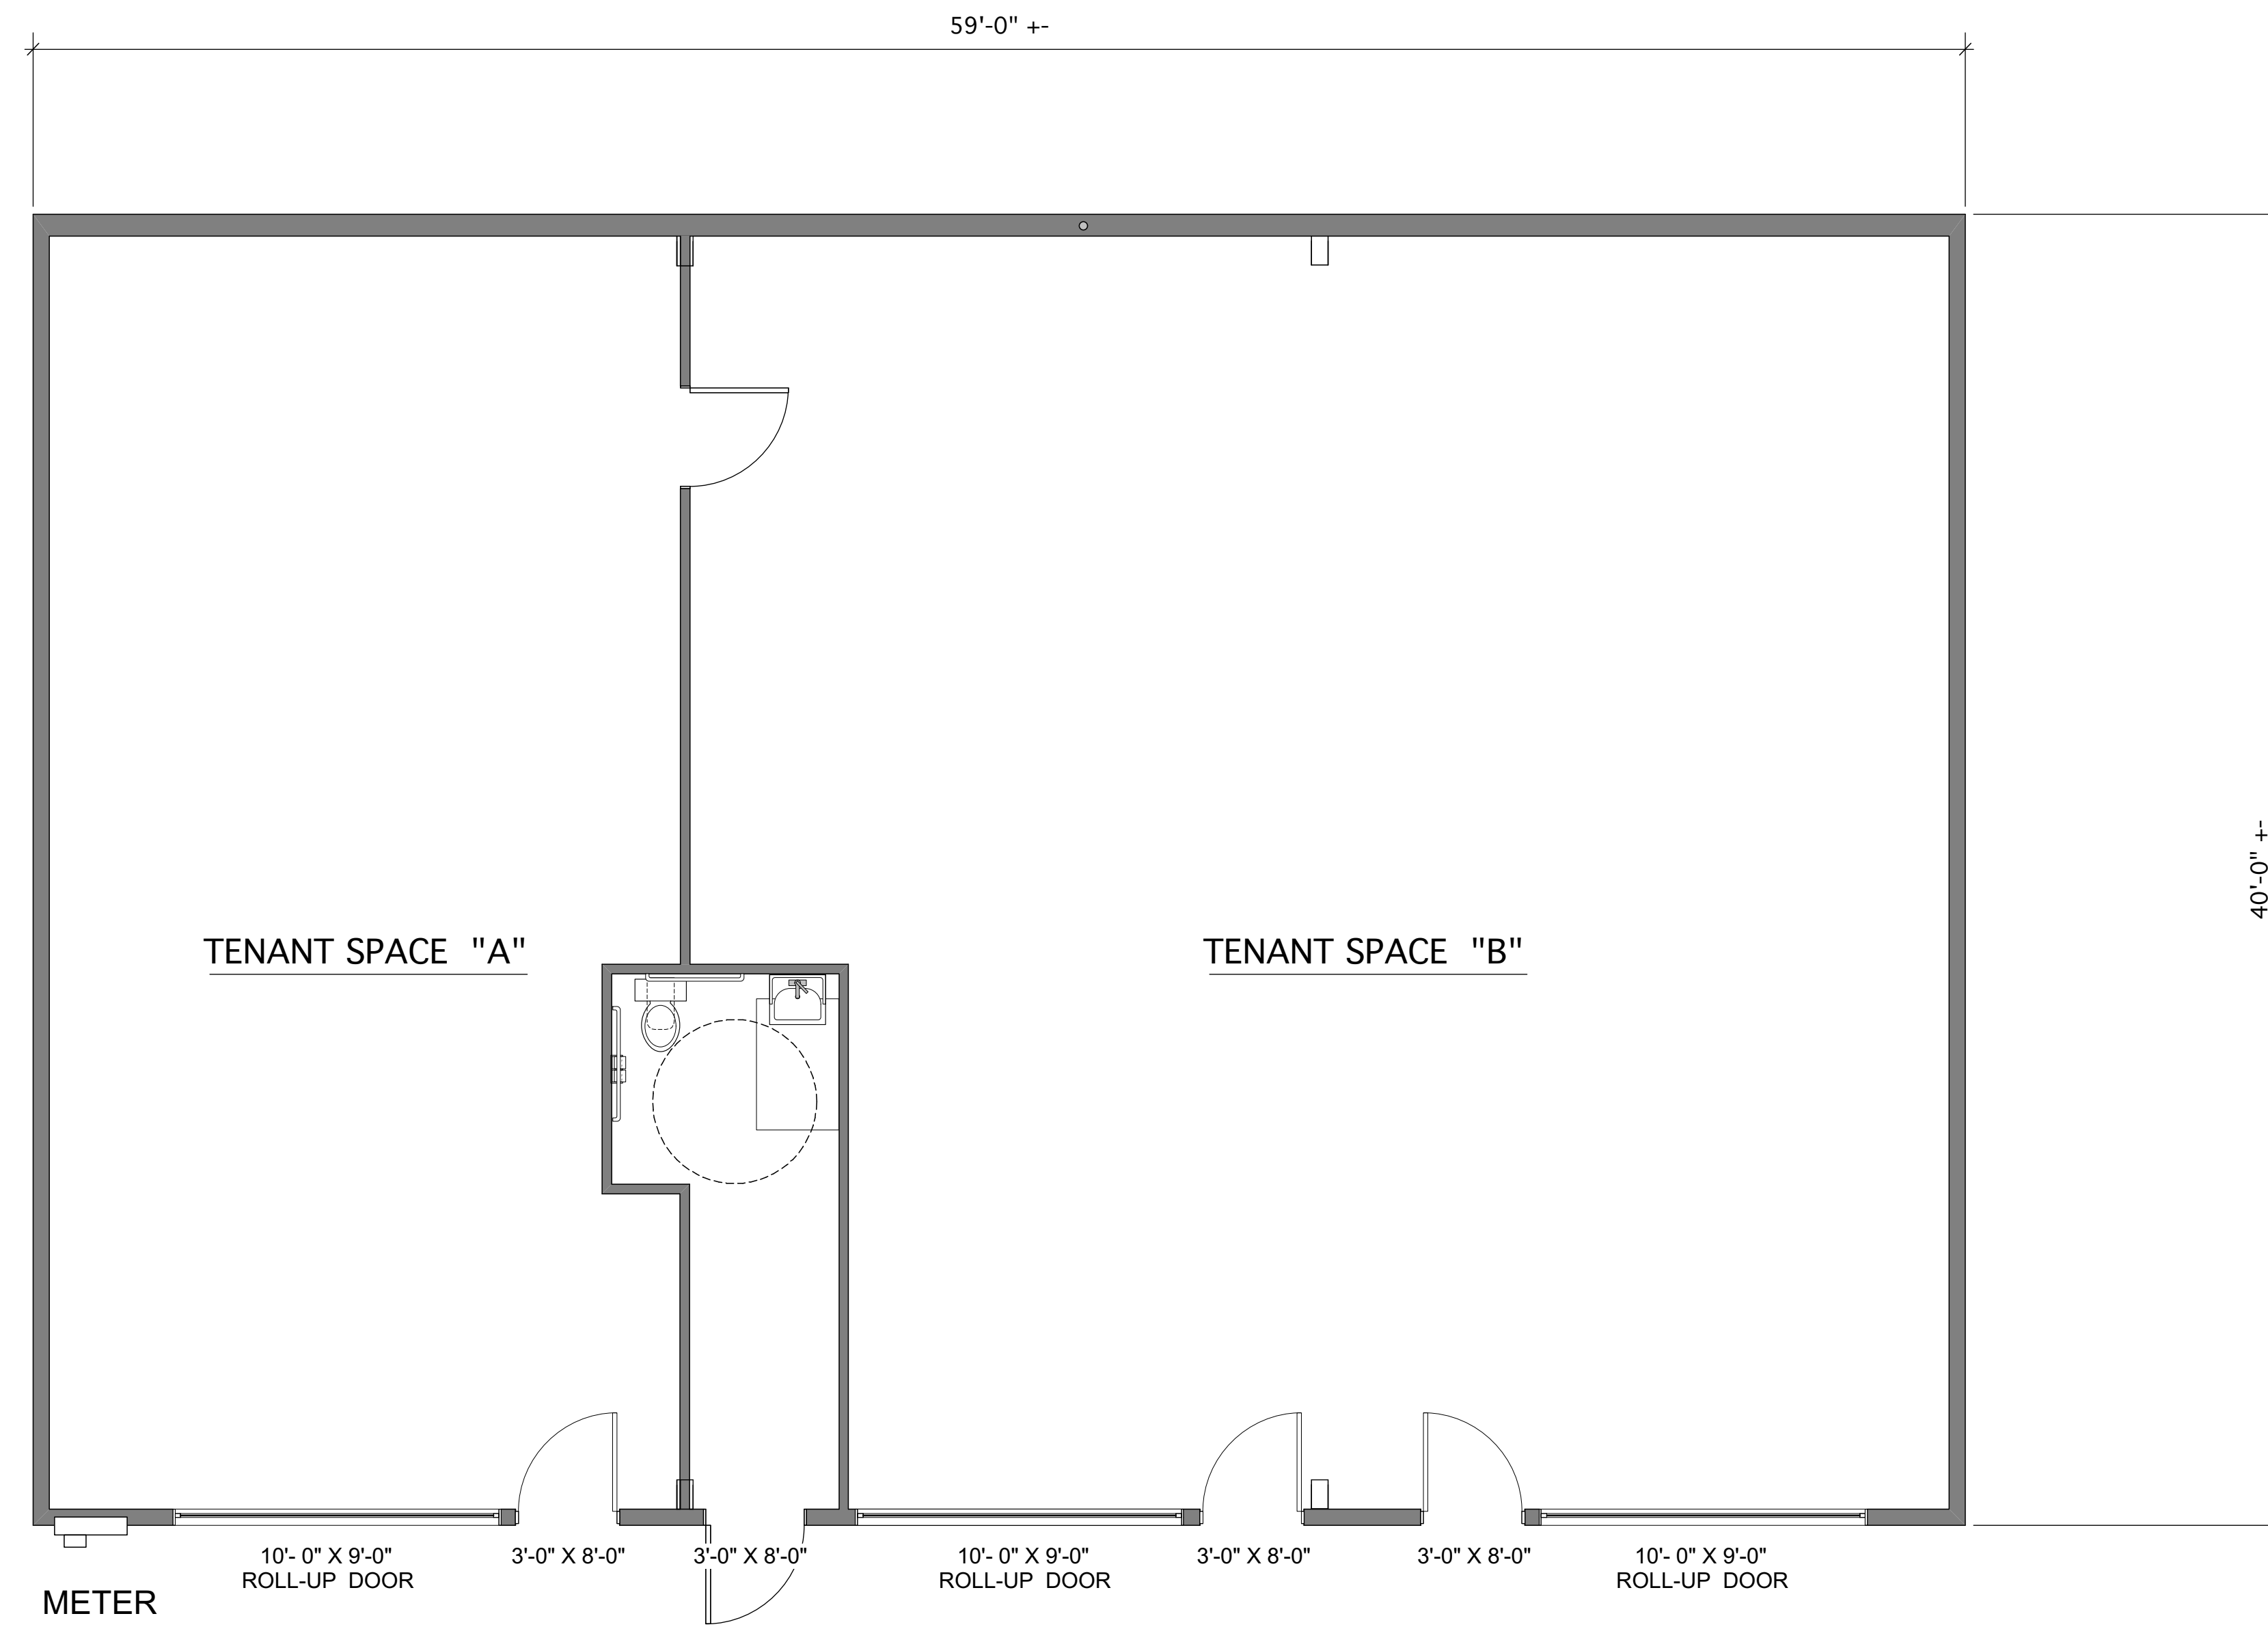 59'-0" +-
40'-0" +-
TENANT SPACE "A"
TENANT SPACE "B"
10'- 0" X 9'-0"
ROLL-UP DOOR
3'-0" X 8'-0"
3'-0" X 8'-0"
10'- 0" X 9'-0"
ROLL-UP DOOR
3'-0" X 8'-0"
3'-0" X 8'-0"
10'- 0" X 9'-0"
ROLL-UP DOOR
METER